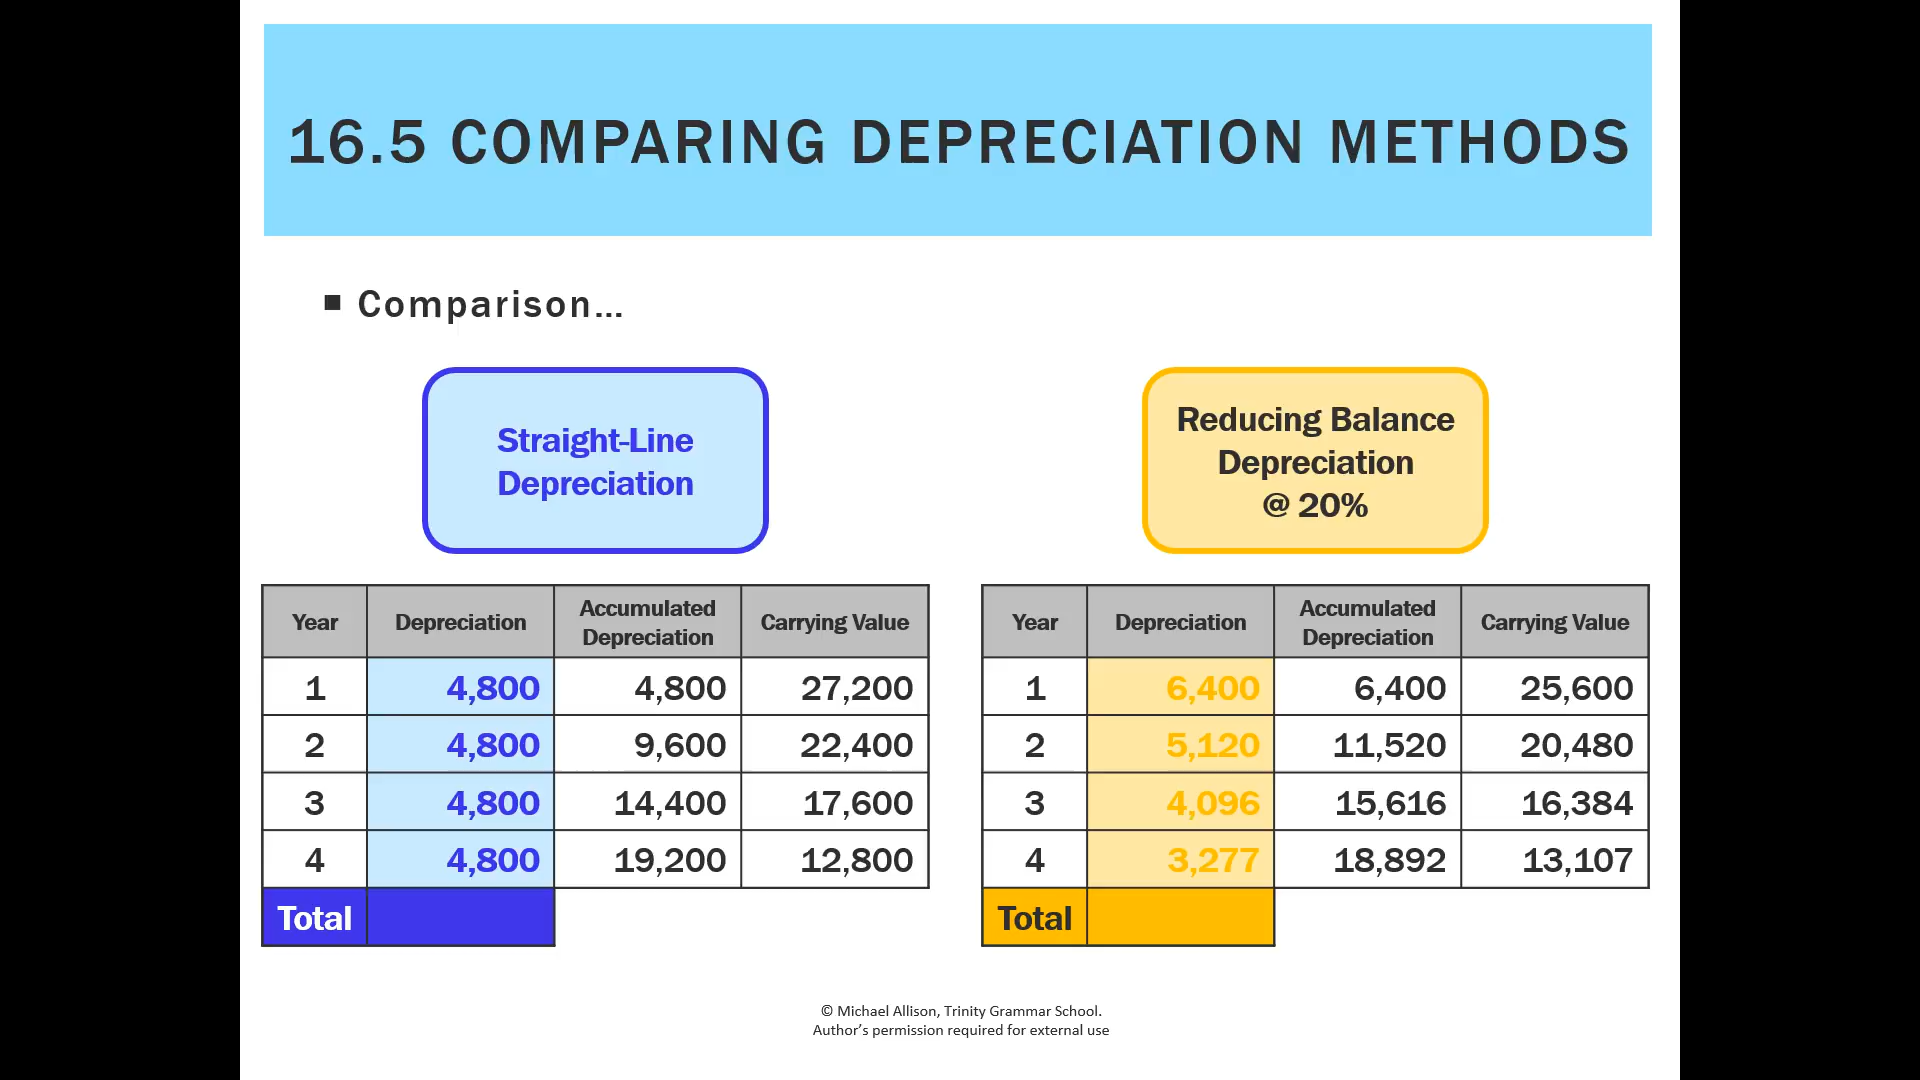 16.5 COMPARING DEPRECIATION METHODS
■ Comparison...
Straight-Line
Depreciation
Year Depreciation Accumulated Depreciation Carrying Value
1 4,800 4,800 27,200
2 4,800 9,600 22,400
3 4,800 14,400 17,600
4 4,800 19,200 12,800
Total
Reducing Balance
Depreciation
@ 20%
Year Depreciation Accumulated Depreciation Carrying Value
1 6,400 6,400 25,600
2 5,120 11,520 20,480
3 4,096 15,616 16,384
4 3,277 18,892 13,107
Total
© Michael Allison, Trinity Grammar School.
Author’s permission required for external use